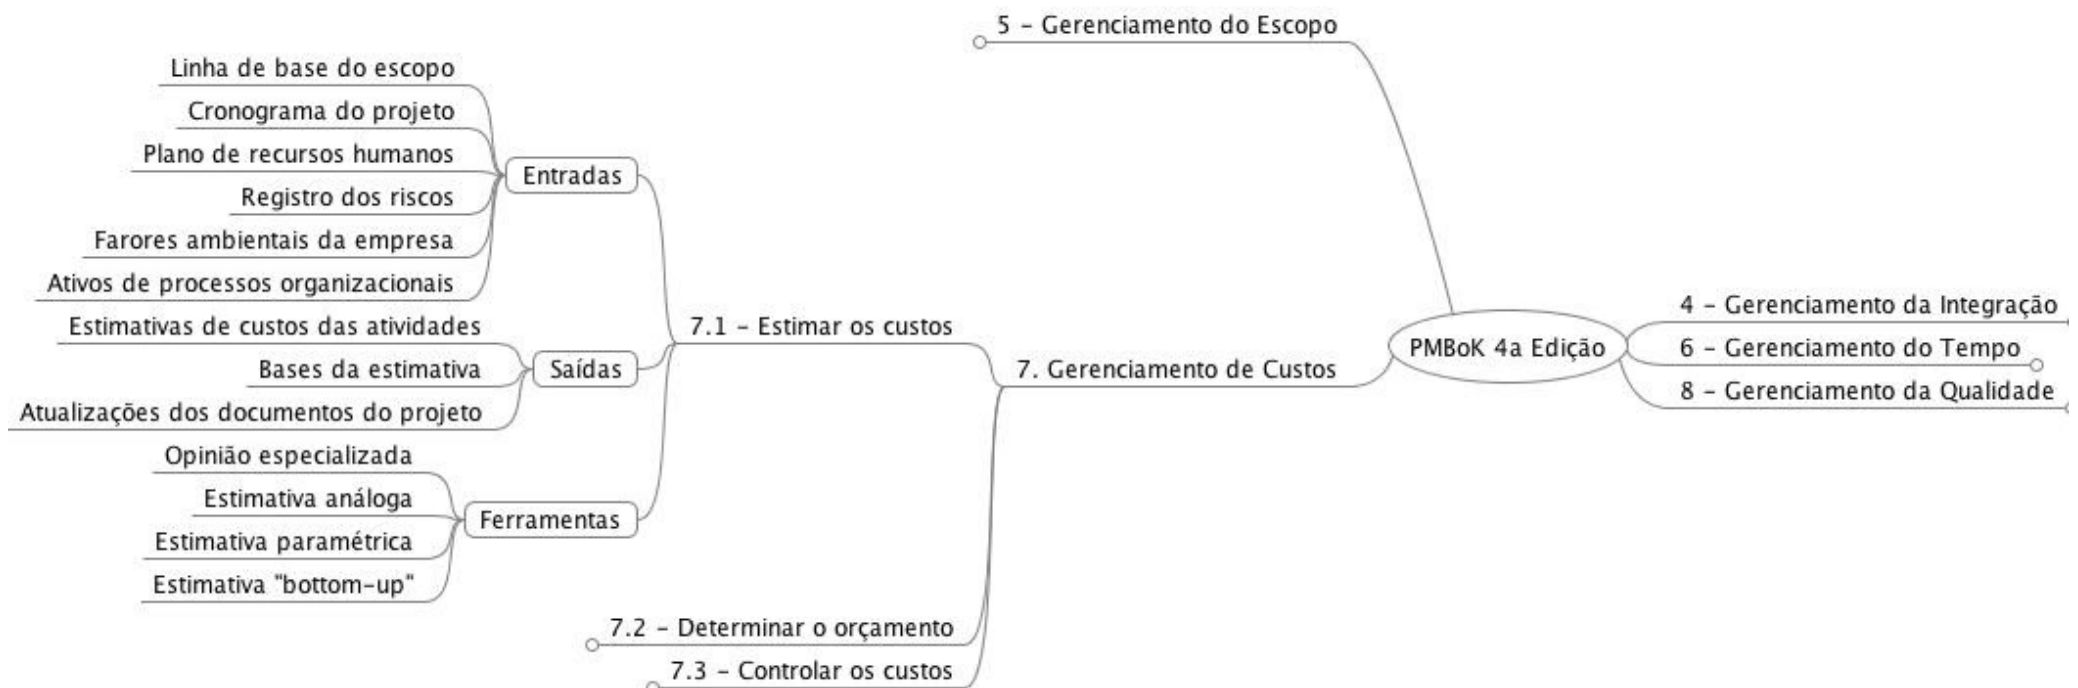 5 – Gerenciamento do Escopo
Linha de base do escopo
Cronograma do projeto
Plano de recursos humanos
Registro dos riscos
Farores ambientais da empresa
Ativos de processos organizacionais
Entradas
Estimativas de custos das atividades
Bases da estimativa
Atualizações dos documentos do projeto
Saídas
Opinião especializada
Estimativa análoga
Estimativa paramétrica
Estimativa "bottom-up"
Ferramentas
7.1 – Estimar os custos
7.2 – Determinar o orçamento
7.3 – Controlar os custos
7. Gerenciamento de Custos
PMBoK 4a Edição
4 – Gerenciamento da Integração
6 – Gerenciamento do Tempo
8 – Gerenciamento da Qualidade